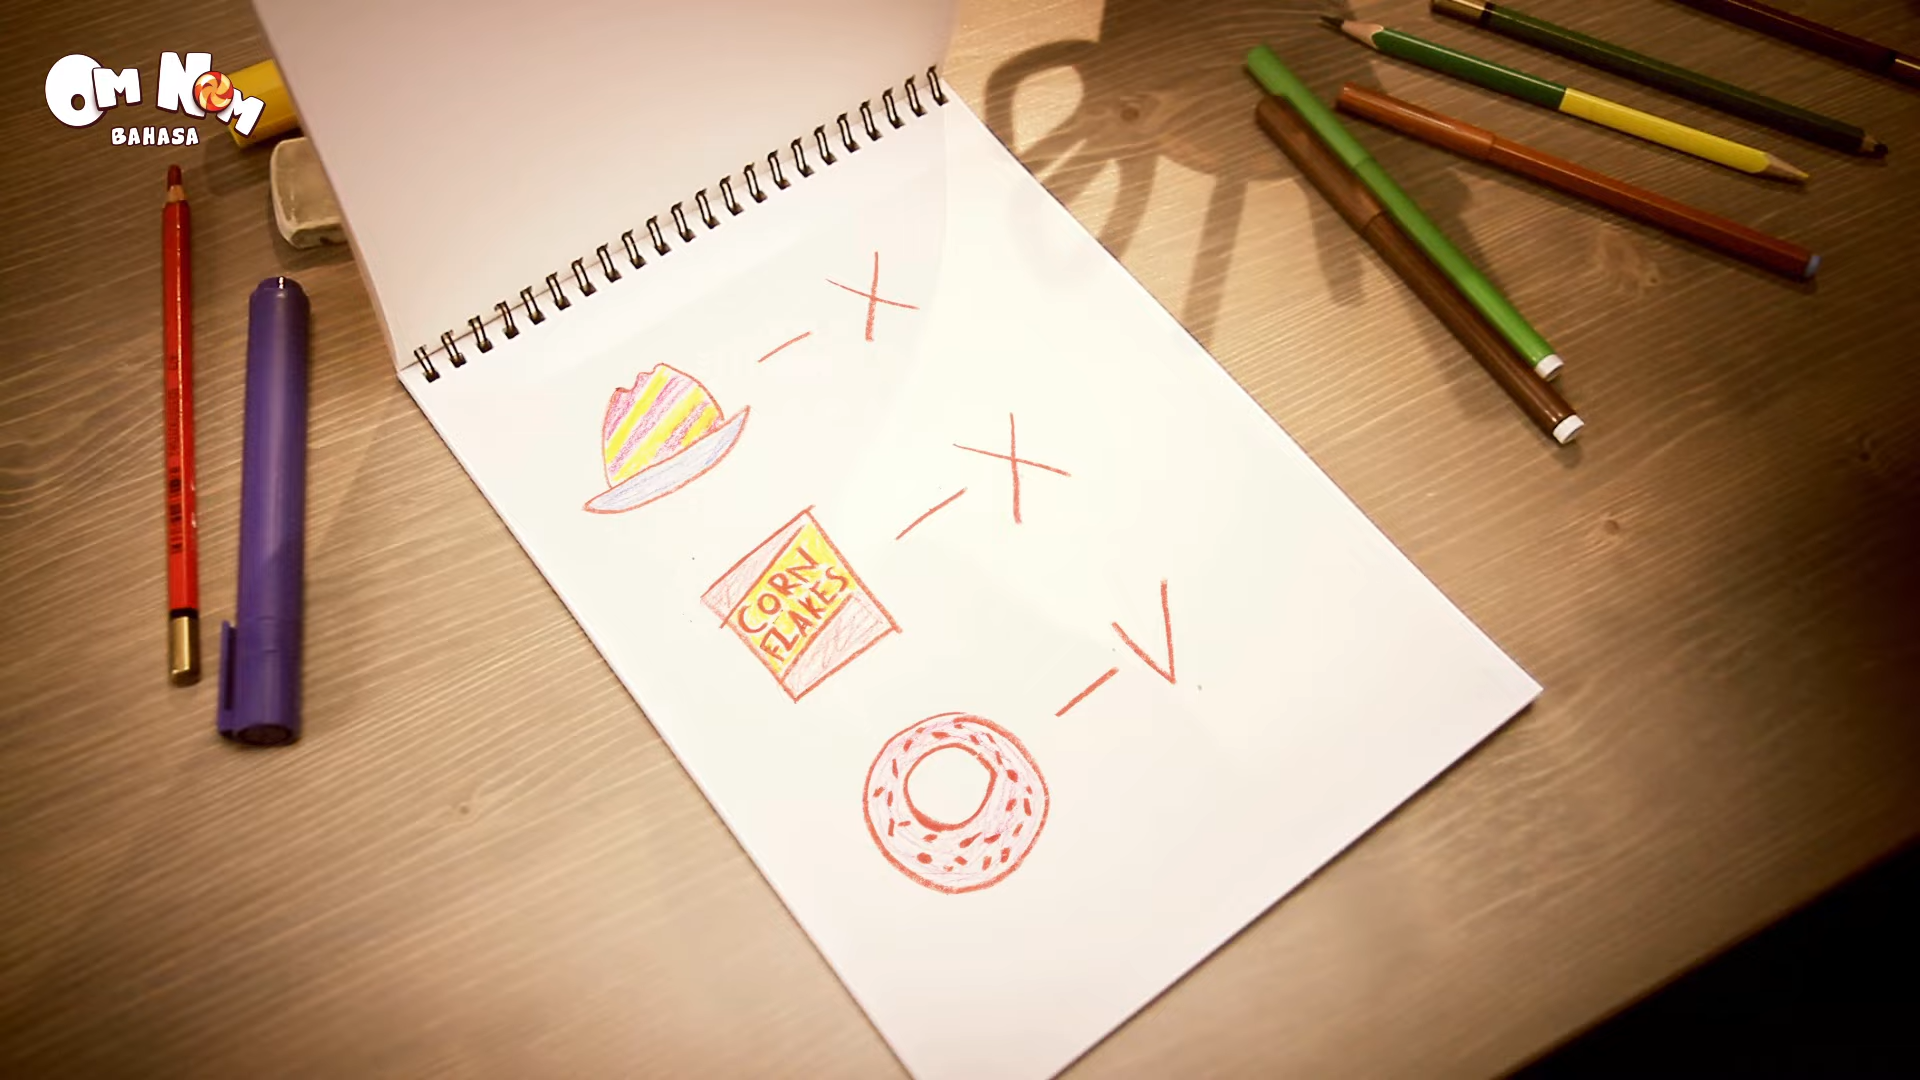 OM NOM
BAHASA
X
X
CORN
FLAKES
V